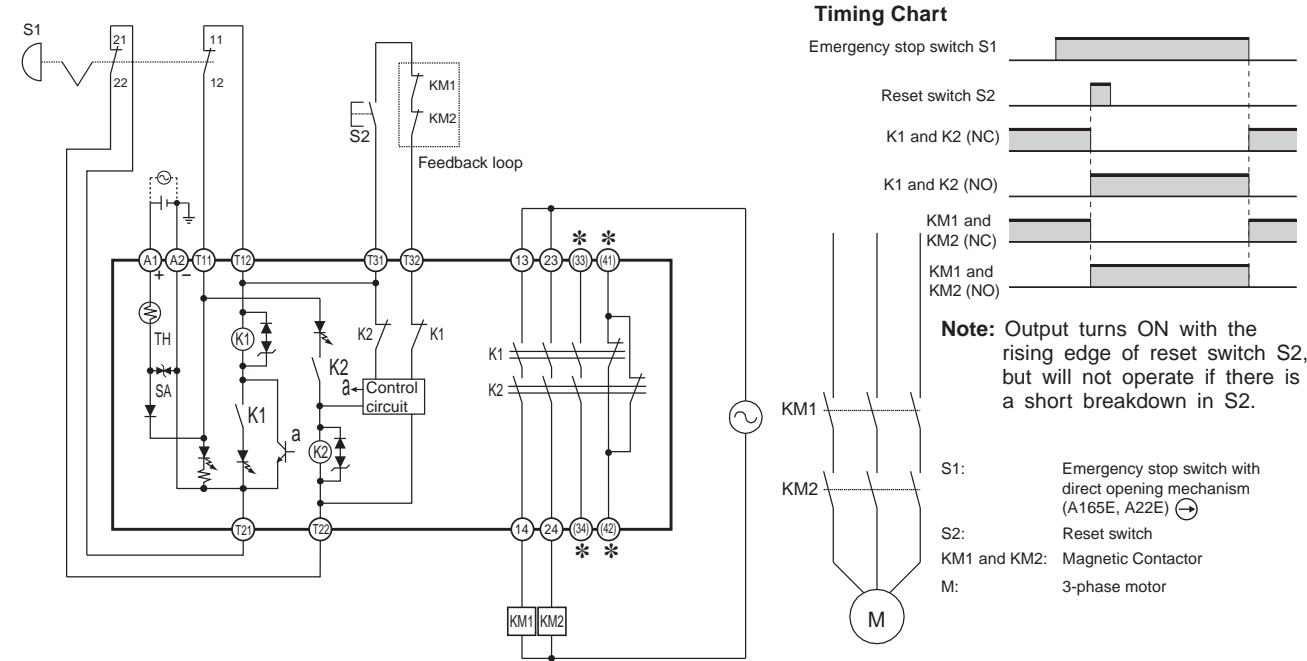 S1
21
11
22
12
KM1
KM2
S2
Feedback loop
A1
A2
T11
T12
T31
T32
13
23
(33)
(41)
✻
✻
+
−
TH
SA
K1
K1
K2
K2
a
a
Control
circuit
K2
K1
K1
K2
T21
T22
14
24
(34)
(42)
✻
✻
KM1
KM2
Timing Chart
Emergency stop switch S1
Reset switch S2
K1 and K2 (NC)
K1 and K2 (NO)
KM1 and
KM2 (NC)
KM1 and
KM2 (NO)
Note: Output turns ON with the
rising edge of reset switch S2,
but will not operate if there is
a short breakdown in S2.
KM1
KM2
M
S1: Emergency stop switch with
direct opening mechanism
(A165E, A22E)
S2: Reset switch
KM1 and KM2: Magnetic Contactor
M: 3-phase motor